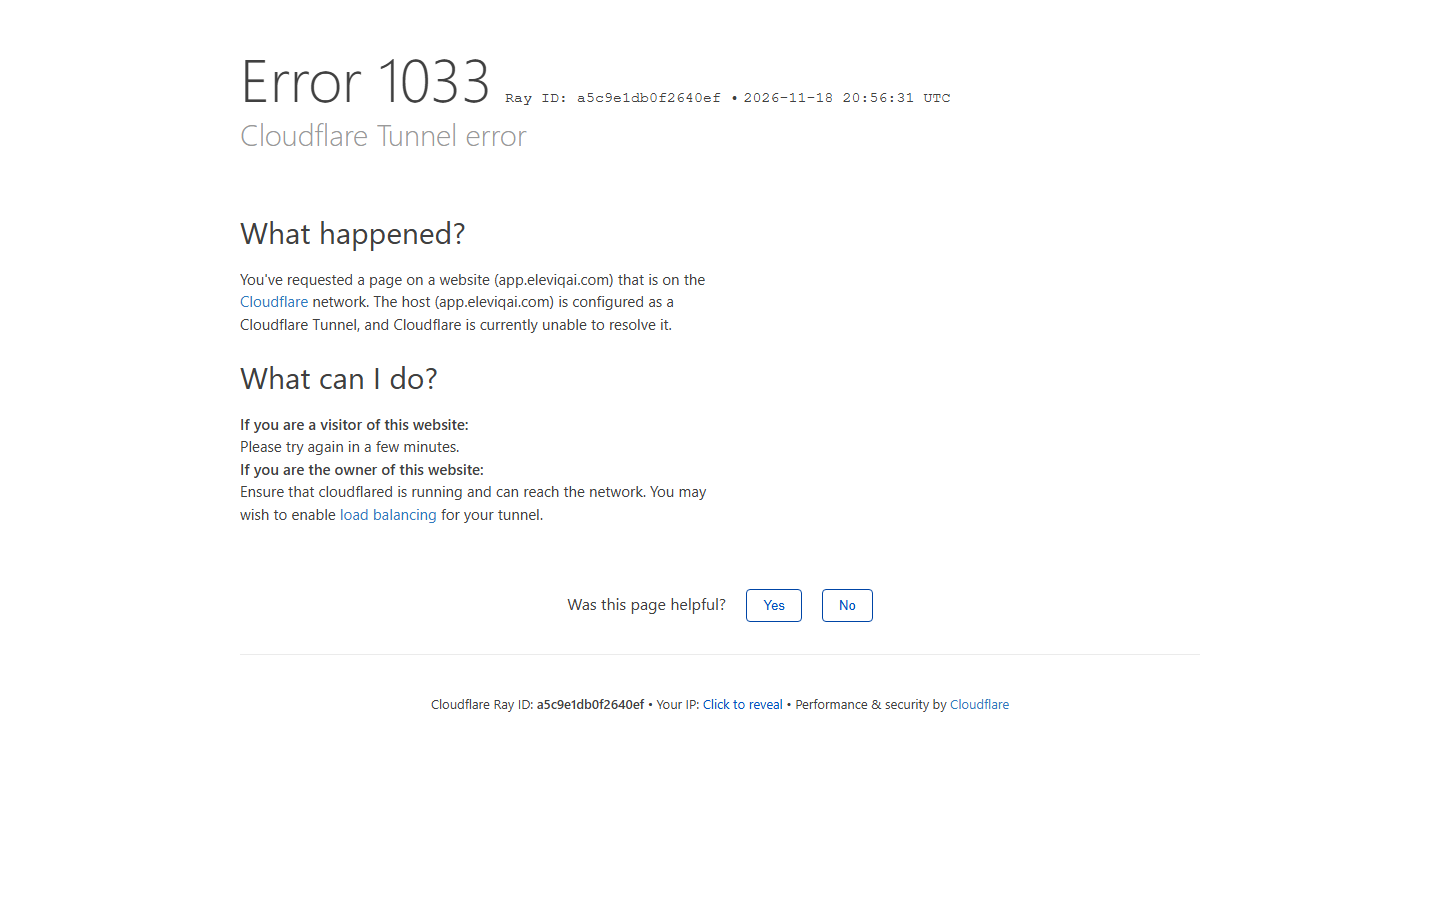 Error 1033 Ray ID: a5c9e1db0f2640ef • 2026-11-18 20:56:31 UTC
Cloudflare Tunnel error
What happened?
You've requested a page on a website (app.eleviqai.com) that is on the
Cloudflare network. The host (app.eleviqai.com) is configured as a
Cloudflare Tunnel, and Cloudflare is currently unable to resolve it.
What can I do?
If you are a visitor of this website:
Please try again in a few minutes.
If you are the owner of this website:
Ensure that cloudflared is running and can reach the network. You may
wish to enable load balancing for your tunnel.
Was this page helpful? Yes No
Cloudflare Ray ID: a5c9e1db0f2640ef • Your IP: Click to reveal • Performance & security by Cloudflare